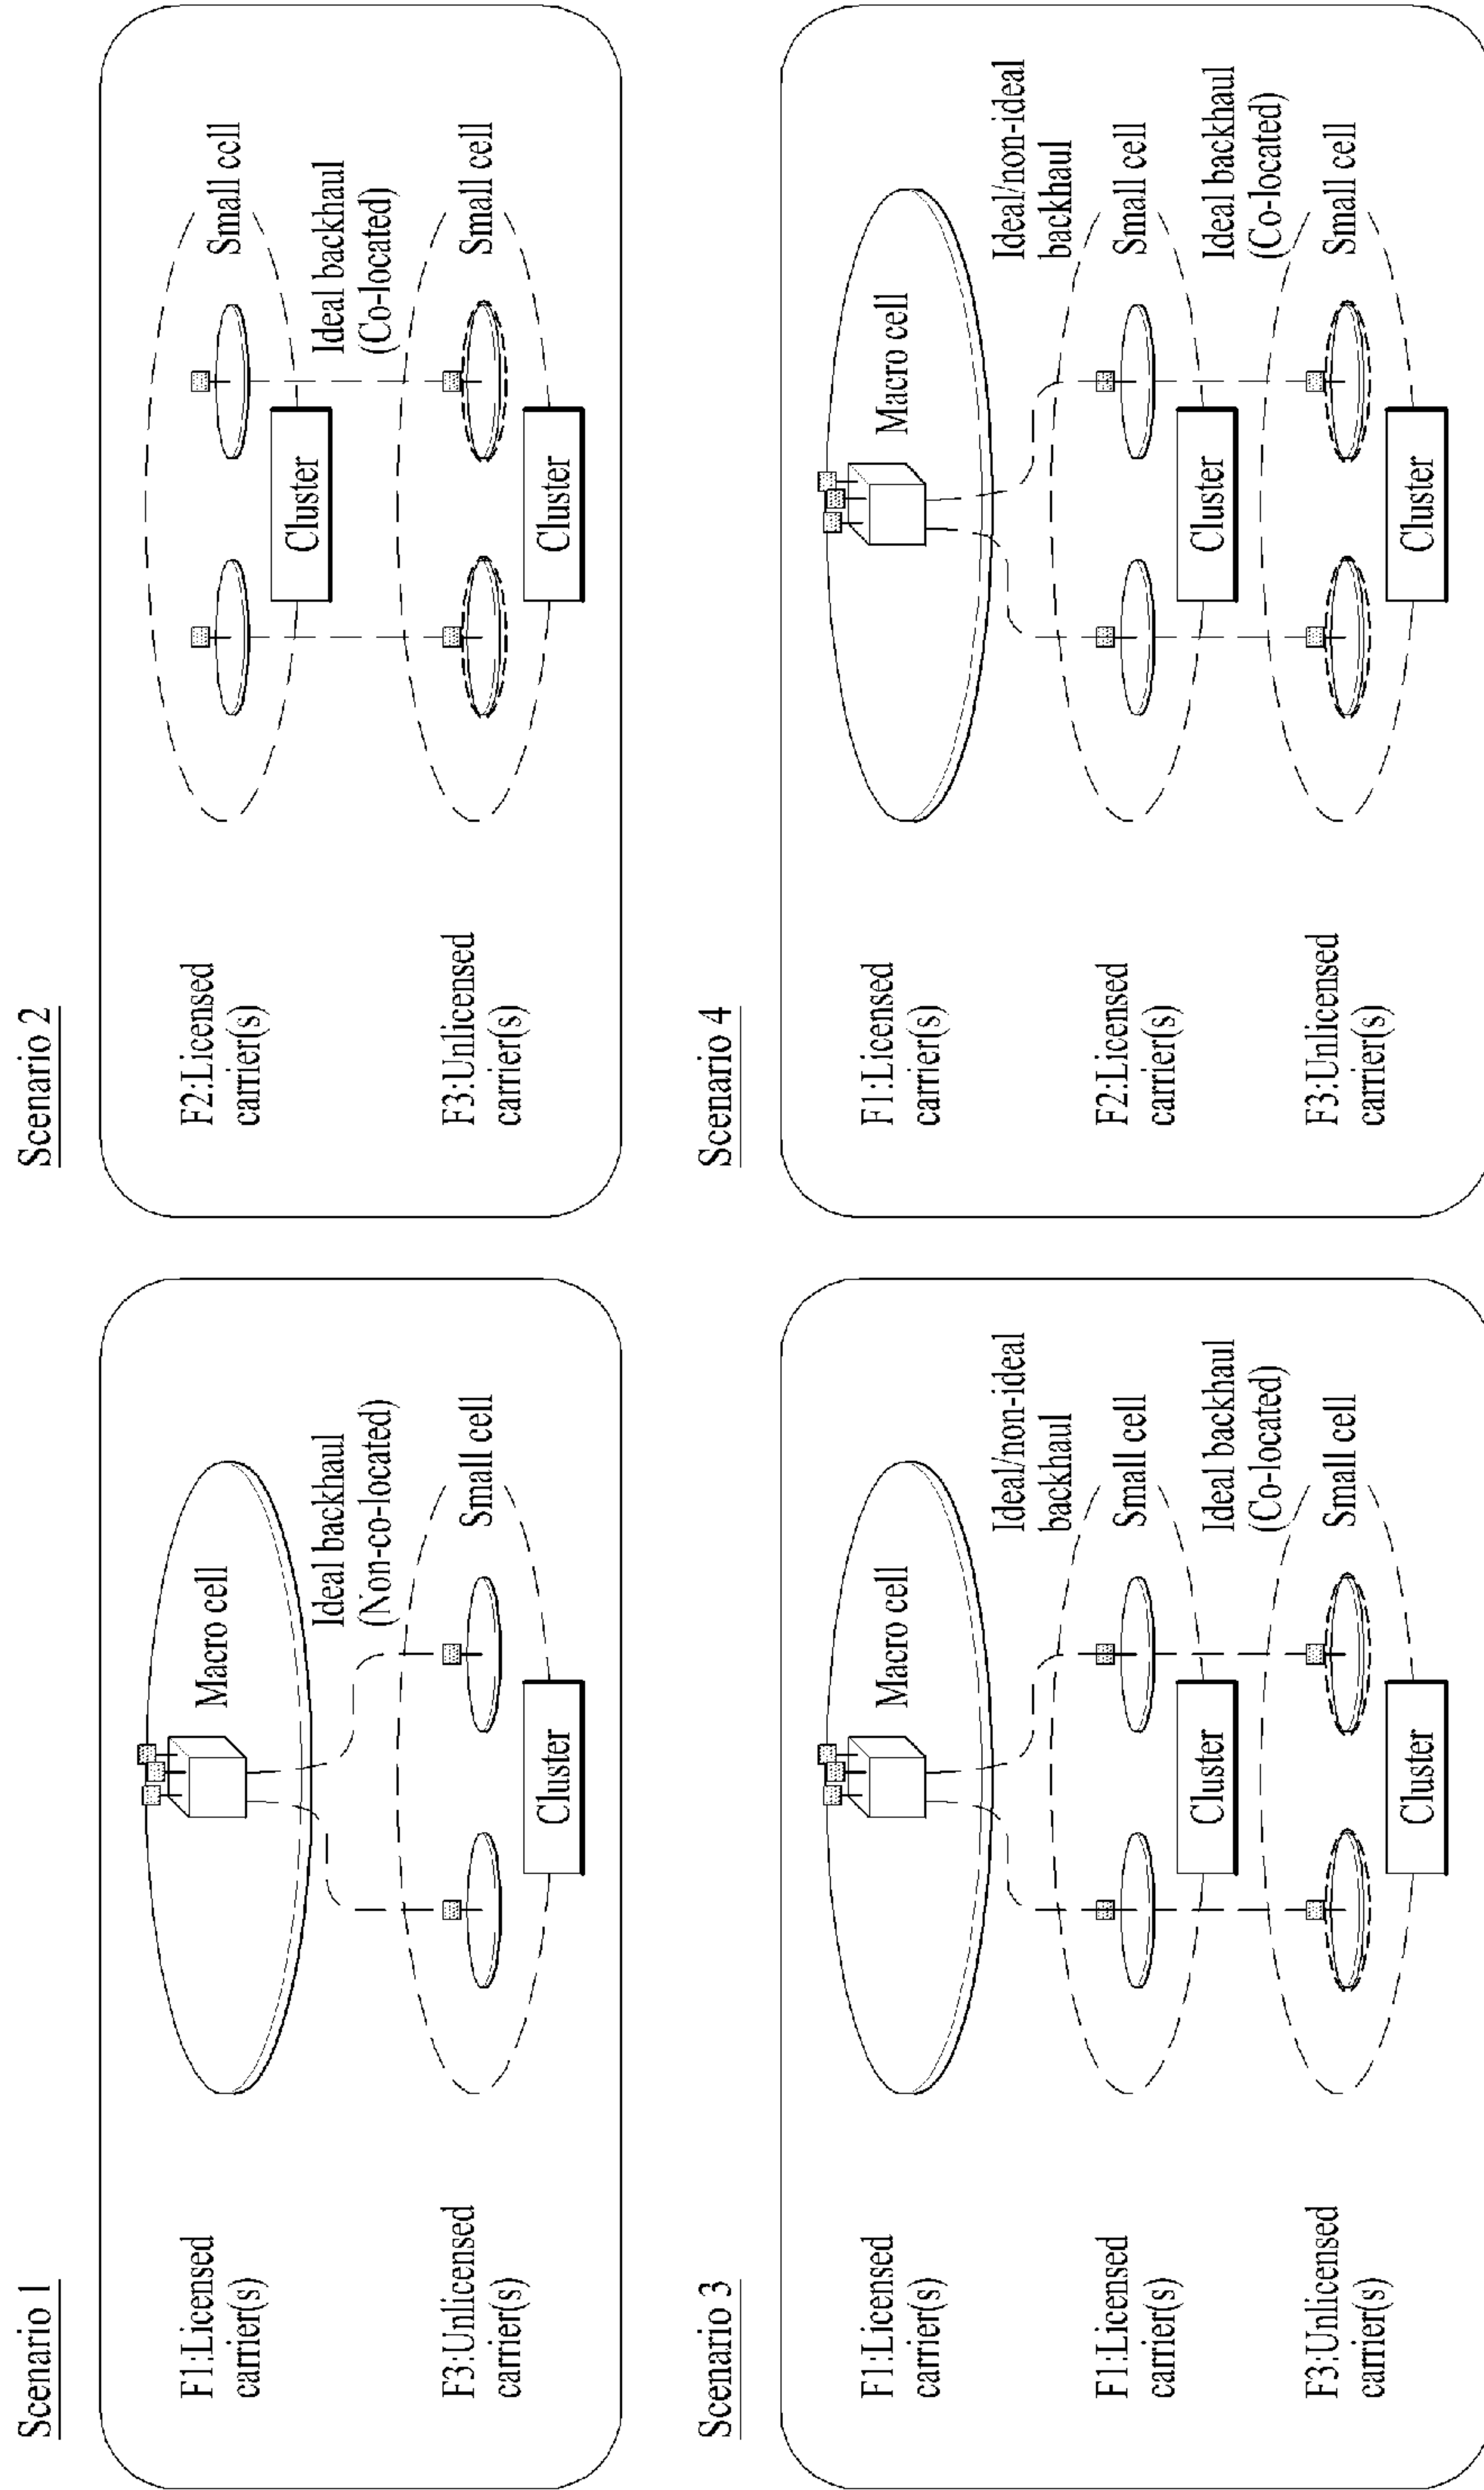 Scenario 1
F1:Licensed
carrier(s)
Macro cell
Ideal backhaul
(Non-co-located)
F3:Unlicensed
carrier(s)
Small cell
Cluster
Scenario 2
F2:Licensed
carrier(s)
Small cell
Cluster
Ideal backhaul
(Co-located)
F3:Unlicensed
carrier(s)
Small cell
Cluster
Scenario 3
F1:Licensed
carrier(s)
Macro cell
Ideal/non-ideal
backhaul
F1:Licensed
carrier(s)
Small cell
Cluster
Ideal backhaul
(Co-located)
F3:Unlicensed
carrier(s)
Small cell
Cluster
Scenario 4
F1:Licensed
carrier(s)
Macro cell
Ideal/non-ideal
backhaul
F2:Licensed
carrier(s)
Small cell
Cluster
Ideal backhaul
(Co-located)
F3:Unlicensed
carrier(s)
Small cell
Cluster